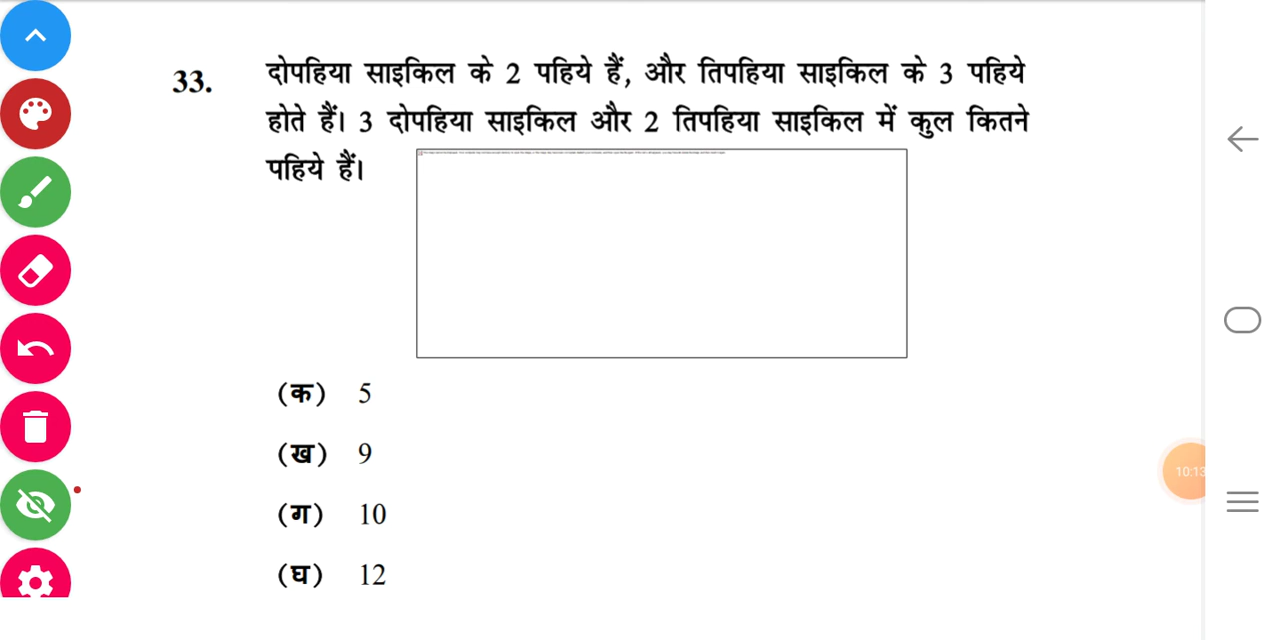 33. दोपहिया साइकिल के 2 पहिये हैं, और तिपहिया साइकिल के 3 पहिये
होते हैं। 3 दोपहिया साइकिल और 2 तिपहिया साइकिल में कुल कितने
पहिये हैं।
(क) 5
(ख) 9
(ग) 10
(घ) 12
10:13